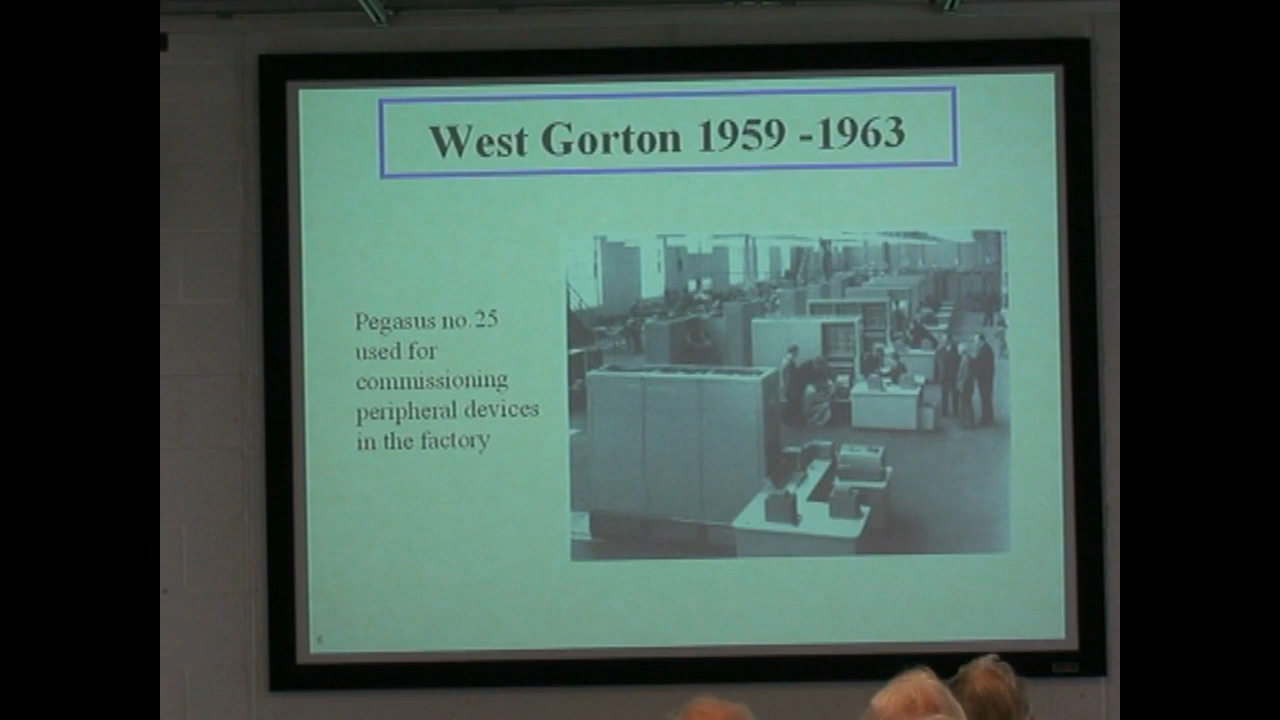 West Gorton 1959 -1963
Pegasus no.25
used for
commissioning
peripheral devices
in the factory